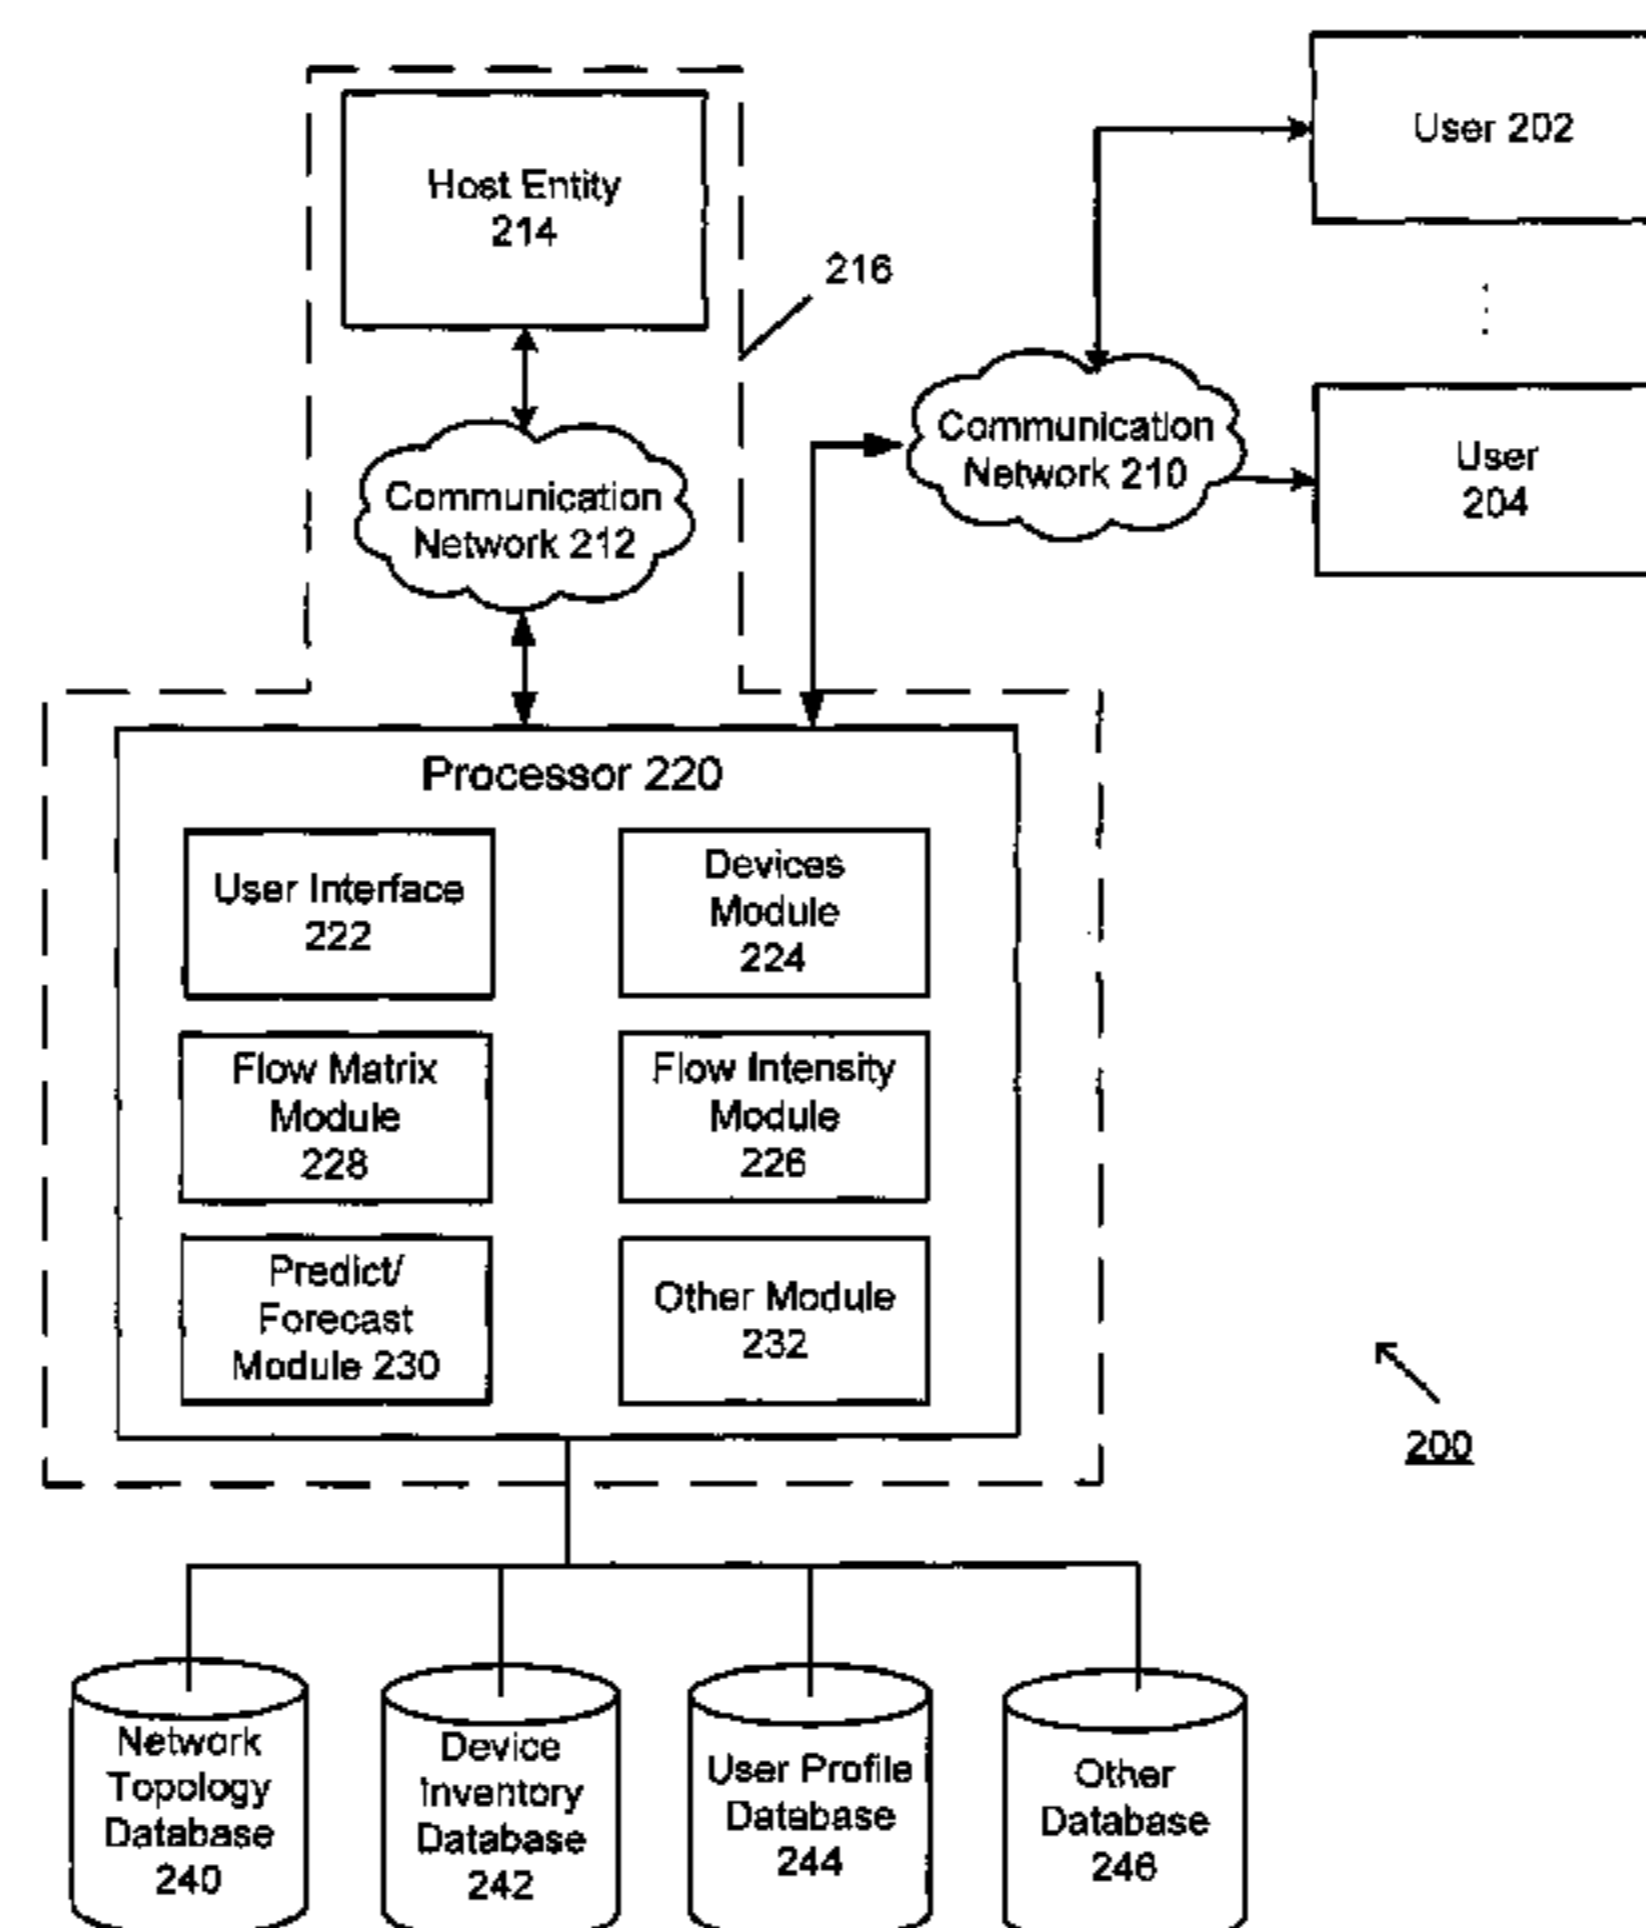 User 202
Host Entity
214
216
Communication
Network 210
User
204
Communication
Network 212
Processor 220
User Interface
222
Devices
Module
224
Flow Matrix
Module
228
Flow Intensity
Module
226
Predict/
Forecast
Module 230
Other Module
232
200
Network
Topology
Database
240
Device
Inventory
Database
242
User Profile
Database
244
Other
Database
246